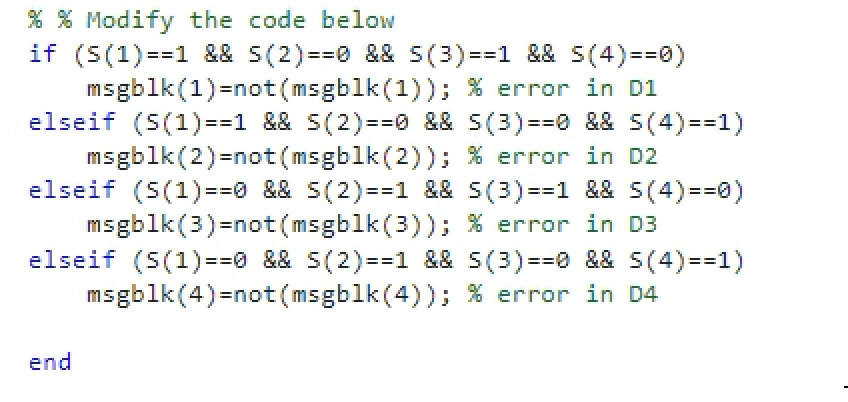 % % Modify the code below
if (S(1)==1 && S(2)==0 && S(3)==1 && S(4)==0)
    msgblk(1)=not(msgblk(1)); % error in D1
elseif (S(1)==1 && S(2)==0 && S(3)==0 && S(4)==1)
    msgblk(2)=not(msgblk(2)); % error in D2
elseif (S(1)==0 && S(2)==1 && S(3)==1 && S(4)==0)
    msgblk(3)=not(msgblk(3)); % error in D3
elseif (S(1)==0 && S(2)==1 && S(3)==0 && S(4)==1)
    msgblk(4)=not(msgblk(4)); % error in D4
end